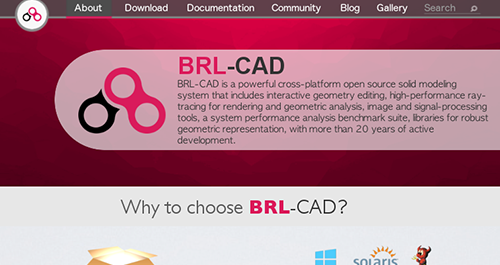 About Download Documentation Community Blog Gallery Search
BRL-CAD
BRL-CAD is a powerful cross-platform open source solid modeling
system that includes interactive geometry editing, high-performance ray-
tracing for rendering and geometric analysis, image and signal-processing
tools, a system performance analysis benchmark suite, libraries for robust
geometric representation, with more than 20 years of active
development.
Why to choose BRL-CAD?
solaris